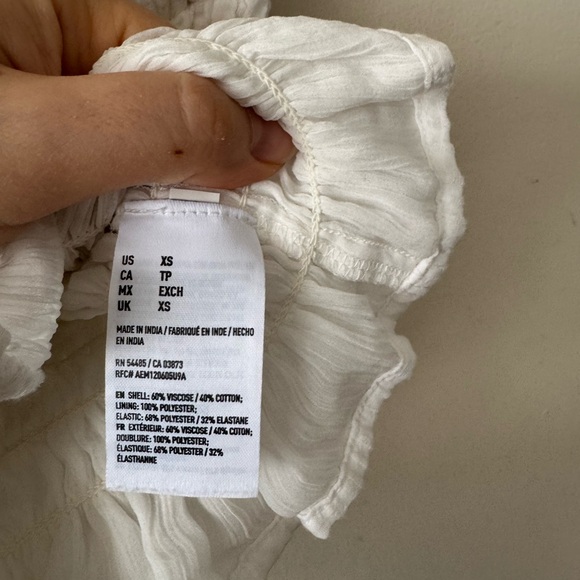 US XS
CA TP
MX EXCH
UK XS
MADE IN INDIA / FABRIQUÉ EN INDE / HECHO
EN INDIA
RN 54485 / CA 03873
RFC# AEM120605U9A
EN SHELL: 60% VISCOSE / 40% COTTON;
LINING: 100% POLYESTER;
ELASTIC: 68% POLYESTER / 32% ELASTANE
FR EXTÉRIEUR: 60% VISCOSE / 40% COTON;
DOUBLURE: 100% POLYESTER;
ÉLASTIQUE: 68% POLYESTER / 32%
ÉLASTHANNE